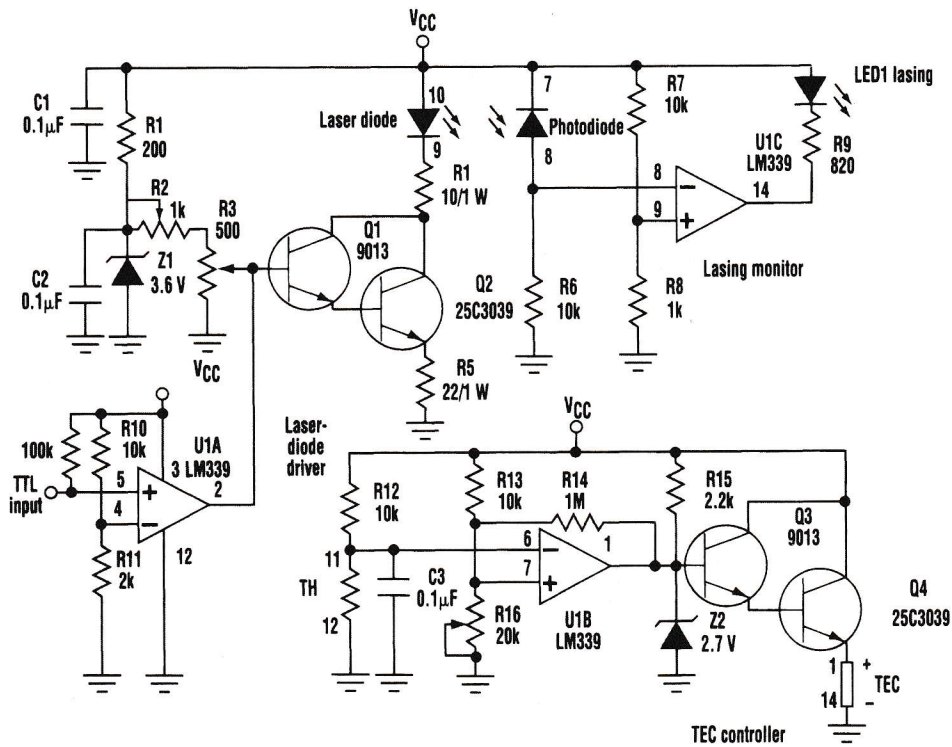 VCC
C1
0.1µF
R1
200
R2
1k
R3
500
C2
0.1µF
Z1
3.6 V
Laser diode
10
9
R1
10/1 W
Q1
9013
Q2
25C3039
R5
22/1 W
7
Photodiode
8
R6
10k
R7
10k
8
9
U1C
LM339
14
R8
1k
LED1 lasing
R9
820
Lasing monitor
VCC
100k
R10
10k
U1A
3 LM339
TTL
input
5
4
2
12
R11
2k
Laser-
diode
driver
VCC
R12
10k
11
TH
12
C3
0.1µF
R13
10k
R14
1M
6
7
1
R16
20k
U1B
LM339
R15
2.2k
Q3
9013
Z2
2.7 V
Q4
25C3039
1
+
TEC
14
–
TEC controller